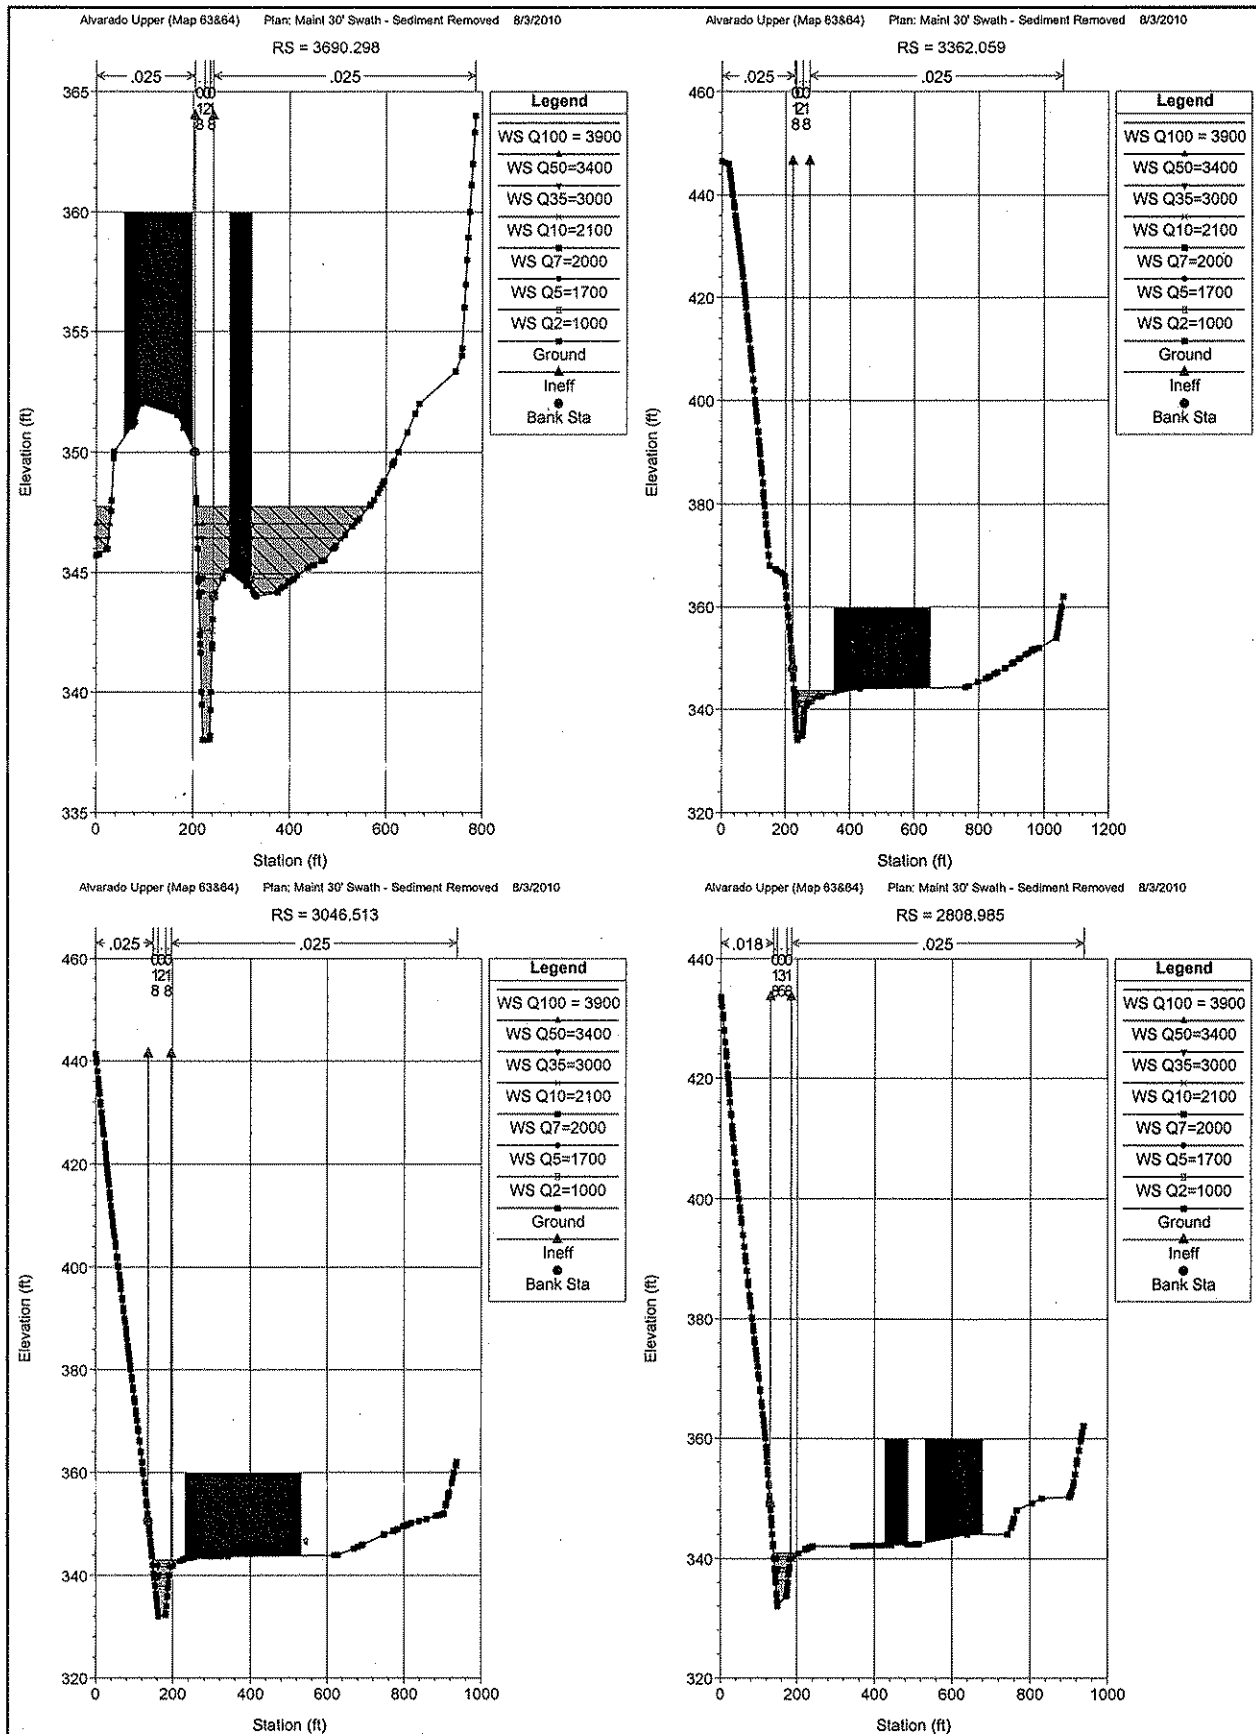 Alvarado Upper (Map 63&64) Plan: Maint 30' Swath - Sediment Removed 8/3/2010
RS = 3690.298
.025 .025
0 0
1 2 1
8 8
365
360
355
350
345
340
335
Elevation (ft)
0 200 400 600 800
Station (ft)
Legend
WS Q100 = 3900
WS Q50=3400
WS Q35=3000
WS Q10=2100
WS Q7=2000
WS Q5=1700
WS Q2=1000
Ground
Ineff
Bank Sta
Alvarado Upper (Map 63&64) Plan: Maint 30' Swath - Sediment Removed 8/3/2010
RS = 3362.059
.025 .025
460
440
420
400
380
360
340
320
Elevation (ft)
0 200 400 600 800 1000 1200
Station (ft)
Legend
WS Q100 = 3900
WS Q50=3400
WS Q35=3000
WS Q10=2100
WS Q7=2000
WS Q5=1700
WS Q2=1000
Ground
Ineff
Bank Sta
Alvarado Upper (Map 63&64) Plan: Maint 30' Swath - Sediment Removed 8/3/2010
RS = 3046.513
.025 .025
460
440
420
400
380
360
340
320
Elevation (ft)
0 200 400 600 800 1000
Station (ft)
Legend
WS Q100 = 3900
WS Q50=3400
WS Q35=3000
WS Q10=2100
WS Q7=2000
WS Q5=1700
WS Q2=1000
Ground
Ineff
Bank Sta
Alvarado Upper (Map 63&64) Plan: Maint 30' Swath - Sediment Removed 8/3/2010
RS = 2808.985
.018 .025
440
420
400
380
360
340
320
Elevation (ft)
0 200 400 600 800 1000
Station (ft)
Legend
WS Q100 = 3900
WS Q50=3400
WS Q35=3000
WS Q10=2100
WS Q7=2000
WS Q5=1700
WS Q2=1000
Ground
Ineff
Bank Sta